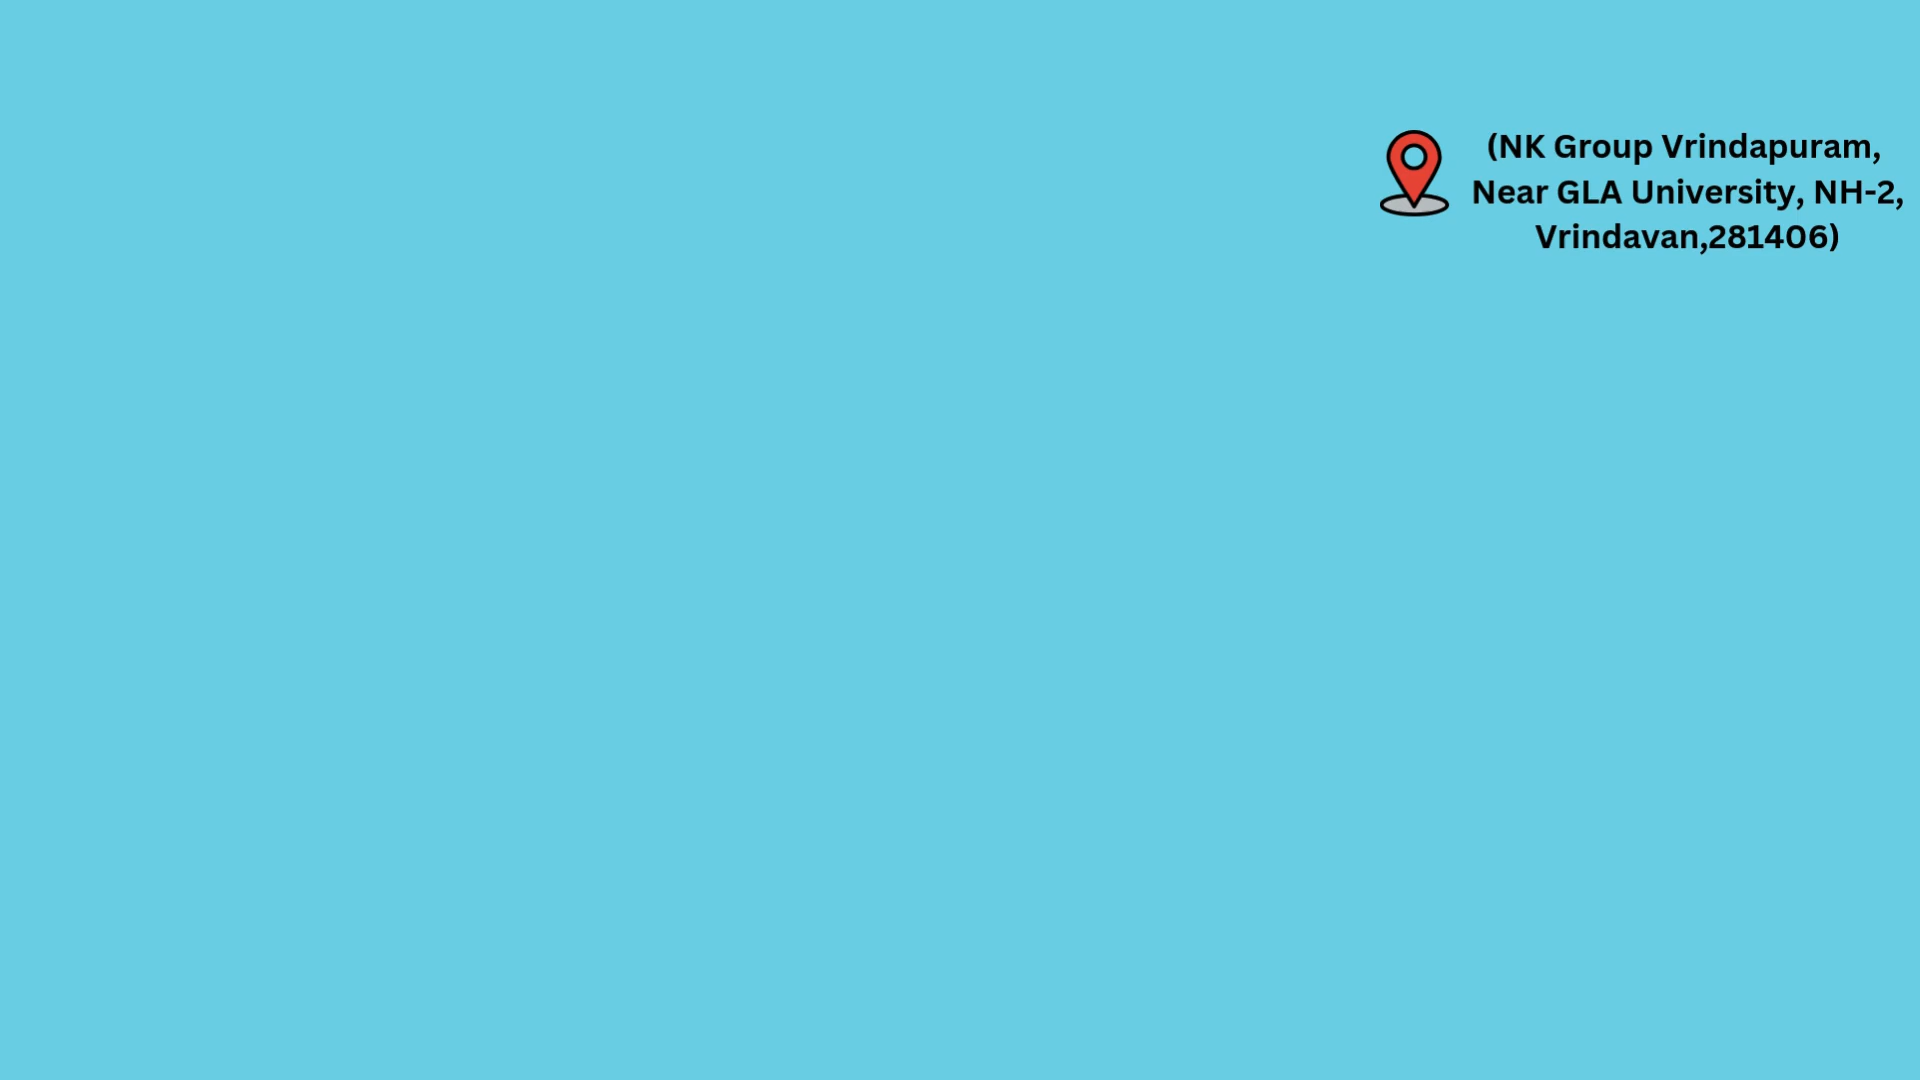 (NK Group Vrindapuram,
Near GLA University, NH-2,
Vrindavan,281406)